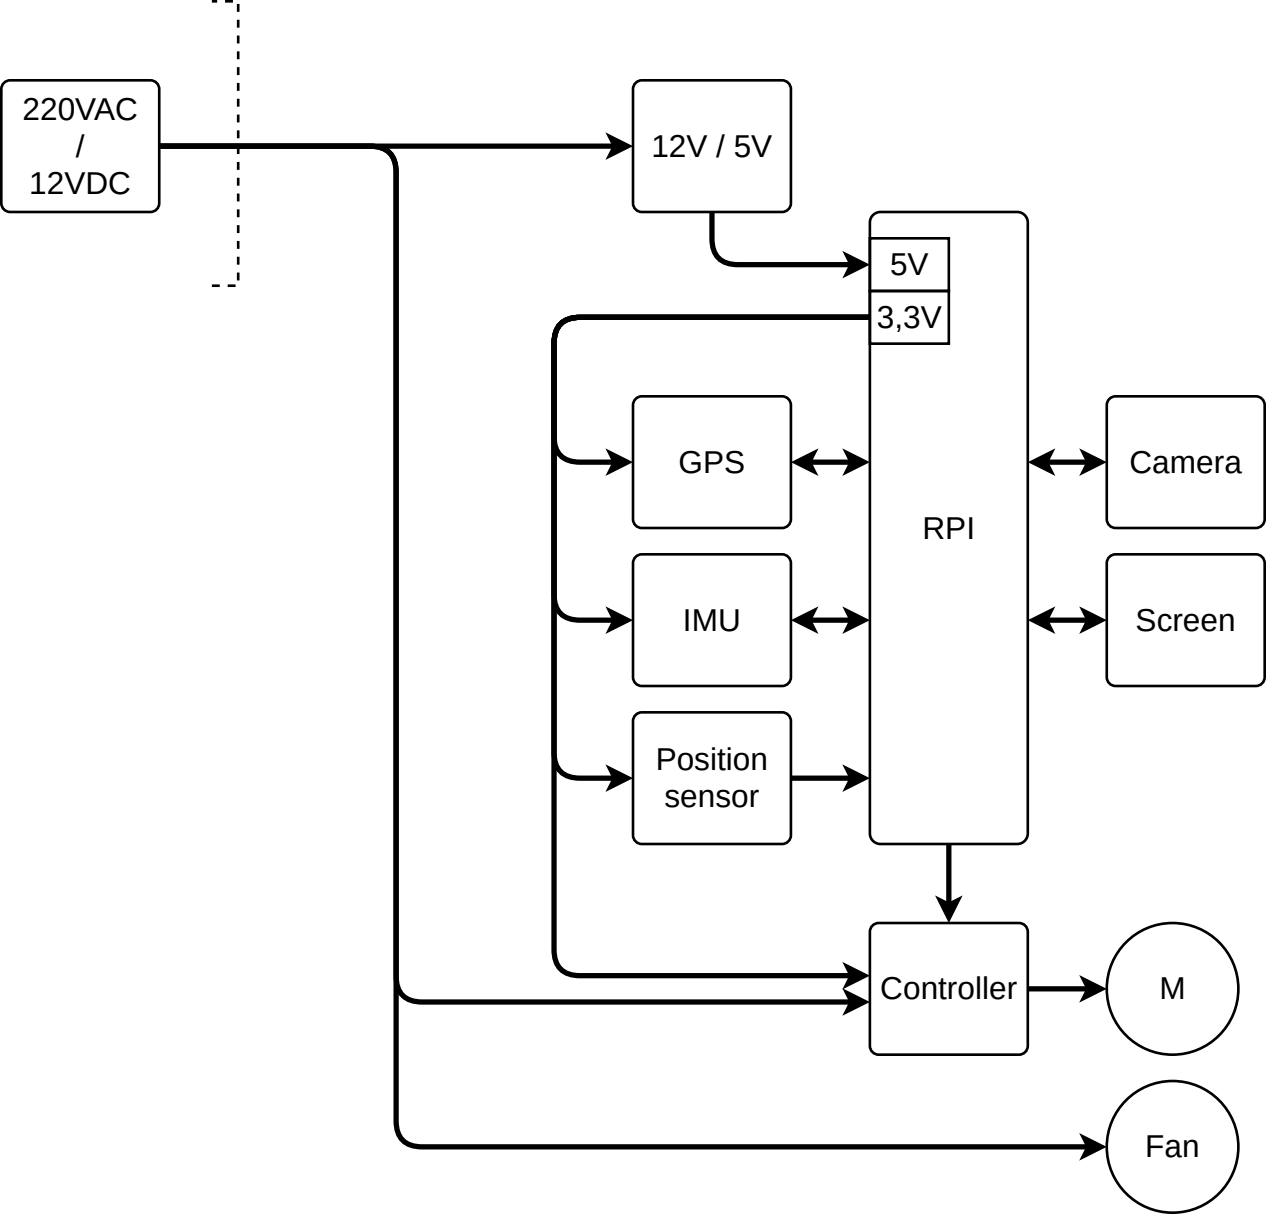 220VAC
/
12VDC
12V / 5V
5V
3,3V
GPS
RPI
Camera
IMU
Screen
Position
sensor
Controller
M
Fan